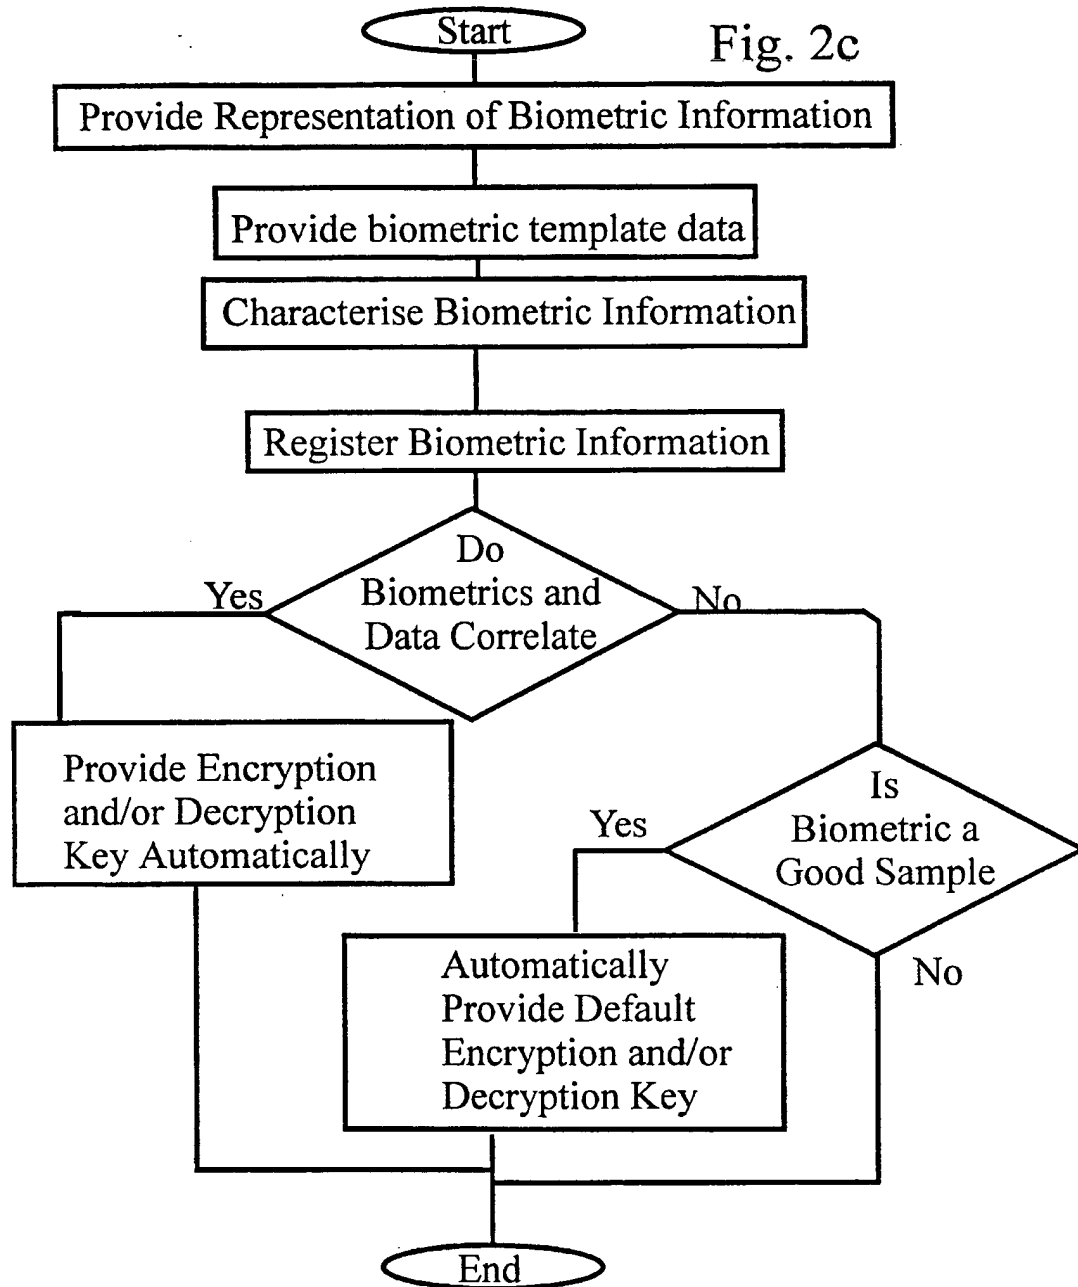 Start
Fig. 2c
Provide Representation of Biometric Information
Provide biometric template data
Characterise Biometric Information
Register Biometric Information
Do
Biometrics and
Data Correlate
Yes
No
Provide Encryption
and/or Decryption
Key Automatically
Is
Biometric a
Good Sample
Yes
No
Automatically
Provide Default
Encryption and/or
Decryption Key
End